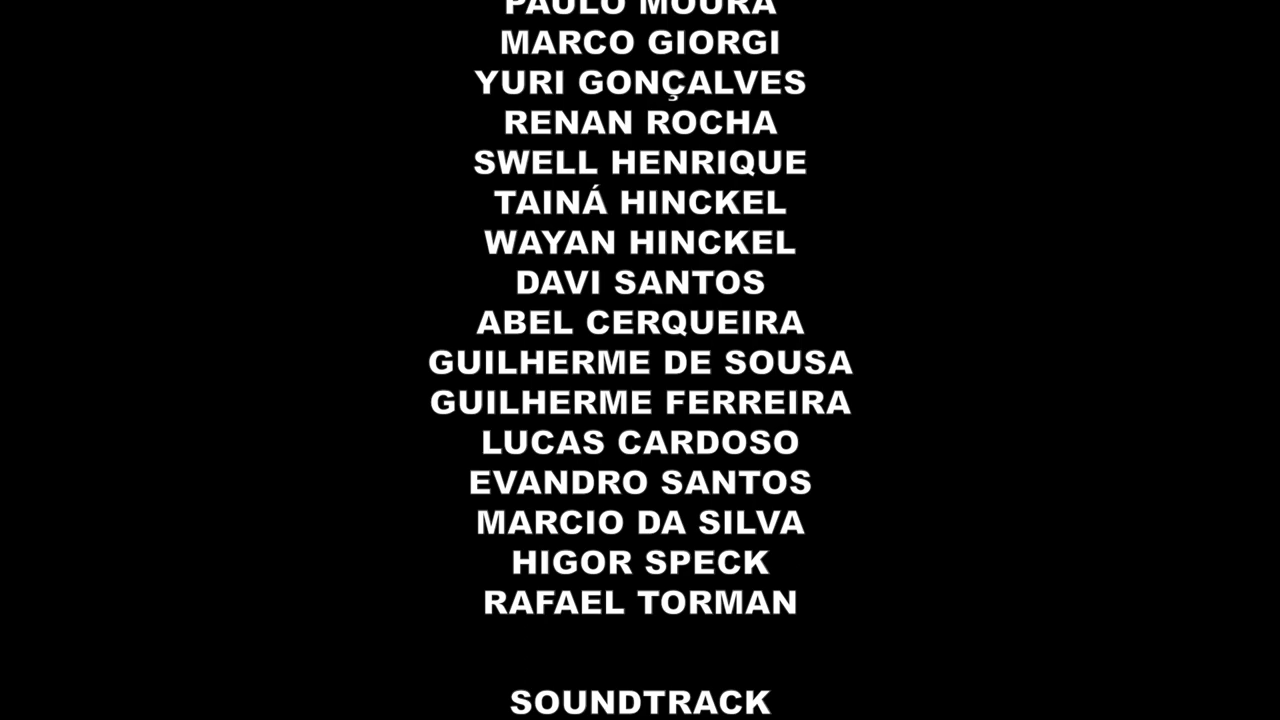 PAULO MOURA
MARCO GIORGI
YURI GONÇALVES
RENAN ROCHA
SWELL HENRIQUE
TAINÁ HINCKEL
WAYAN HINCKEL
DAVI SANTOS
ABEL CERQUEIRA
GUILHERME DE SOUSA
GUILHERME FERREIRA
LUCAS CARDOSO
EVANDRO SANTOS
MARCIO DA SILVA
HIGOR SPECK
RAFAEL TORMAN
SOUNDTRACK